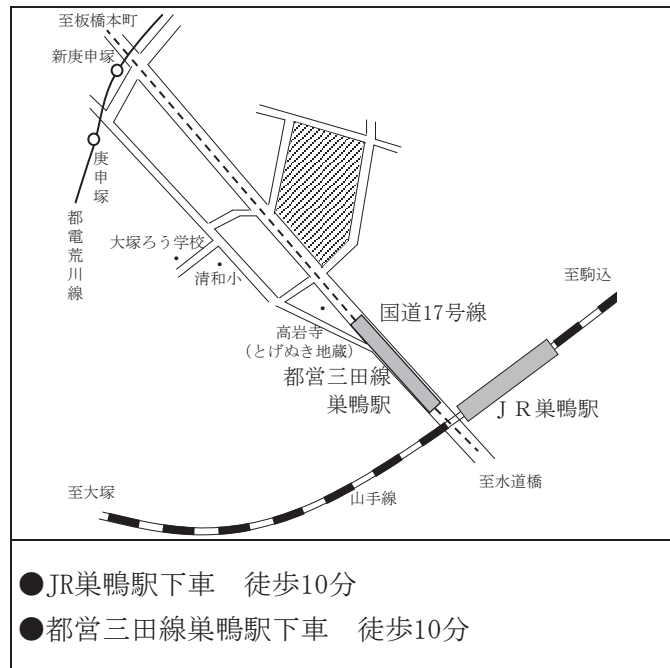 至板橋本町
新庚申塚
庚申塚
都電荒川線
大塚ろう学校
清和小
至駒込
国道17号線
高岩寺
(とげぬき地蔵)
都営三田線
巣鴨駅
ＪＲ巣鴨駅
至水道橋
至大塚
山手線
●JR巣鴨駅下車　徒歩10分
●都営三田線巣鴨駅下車　徒歩10分